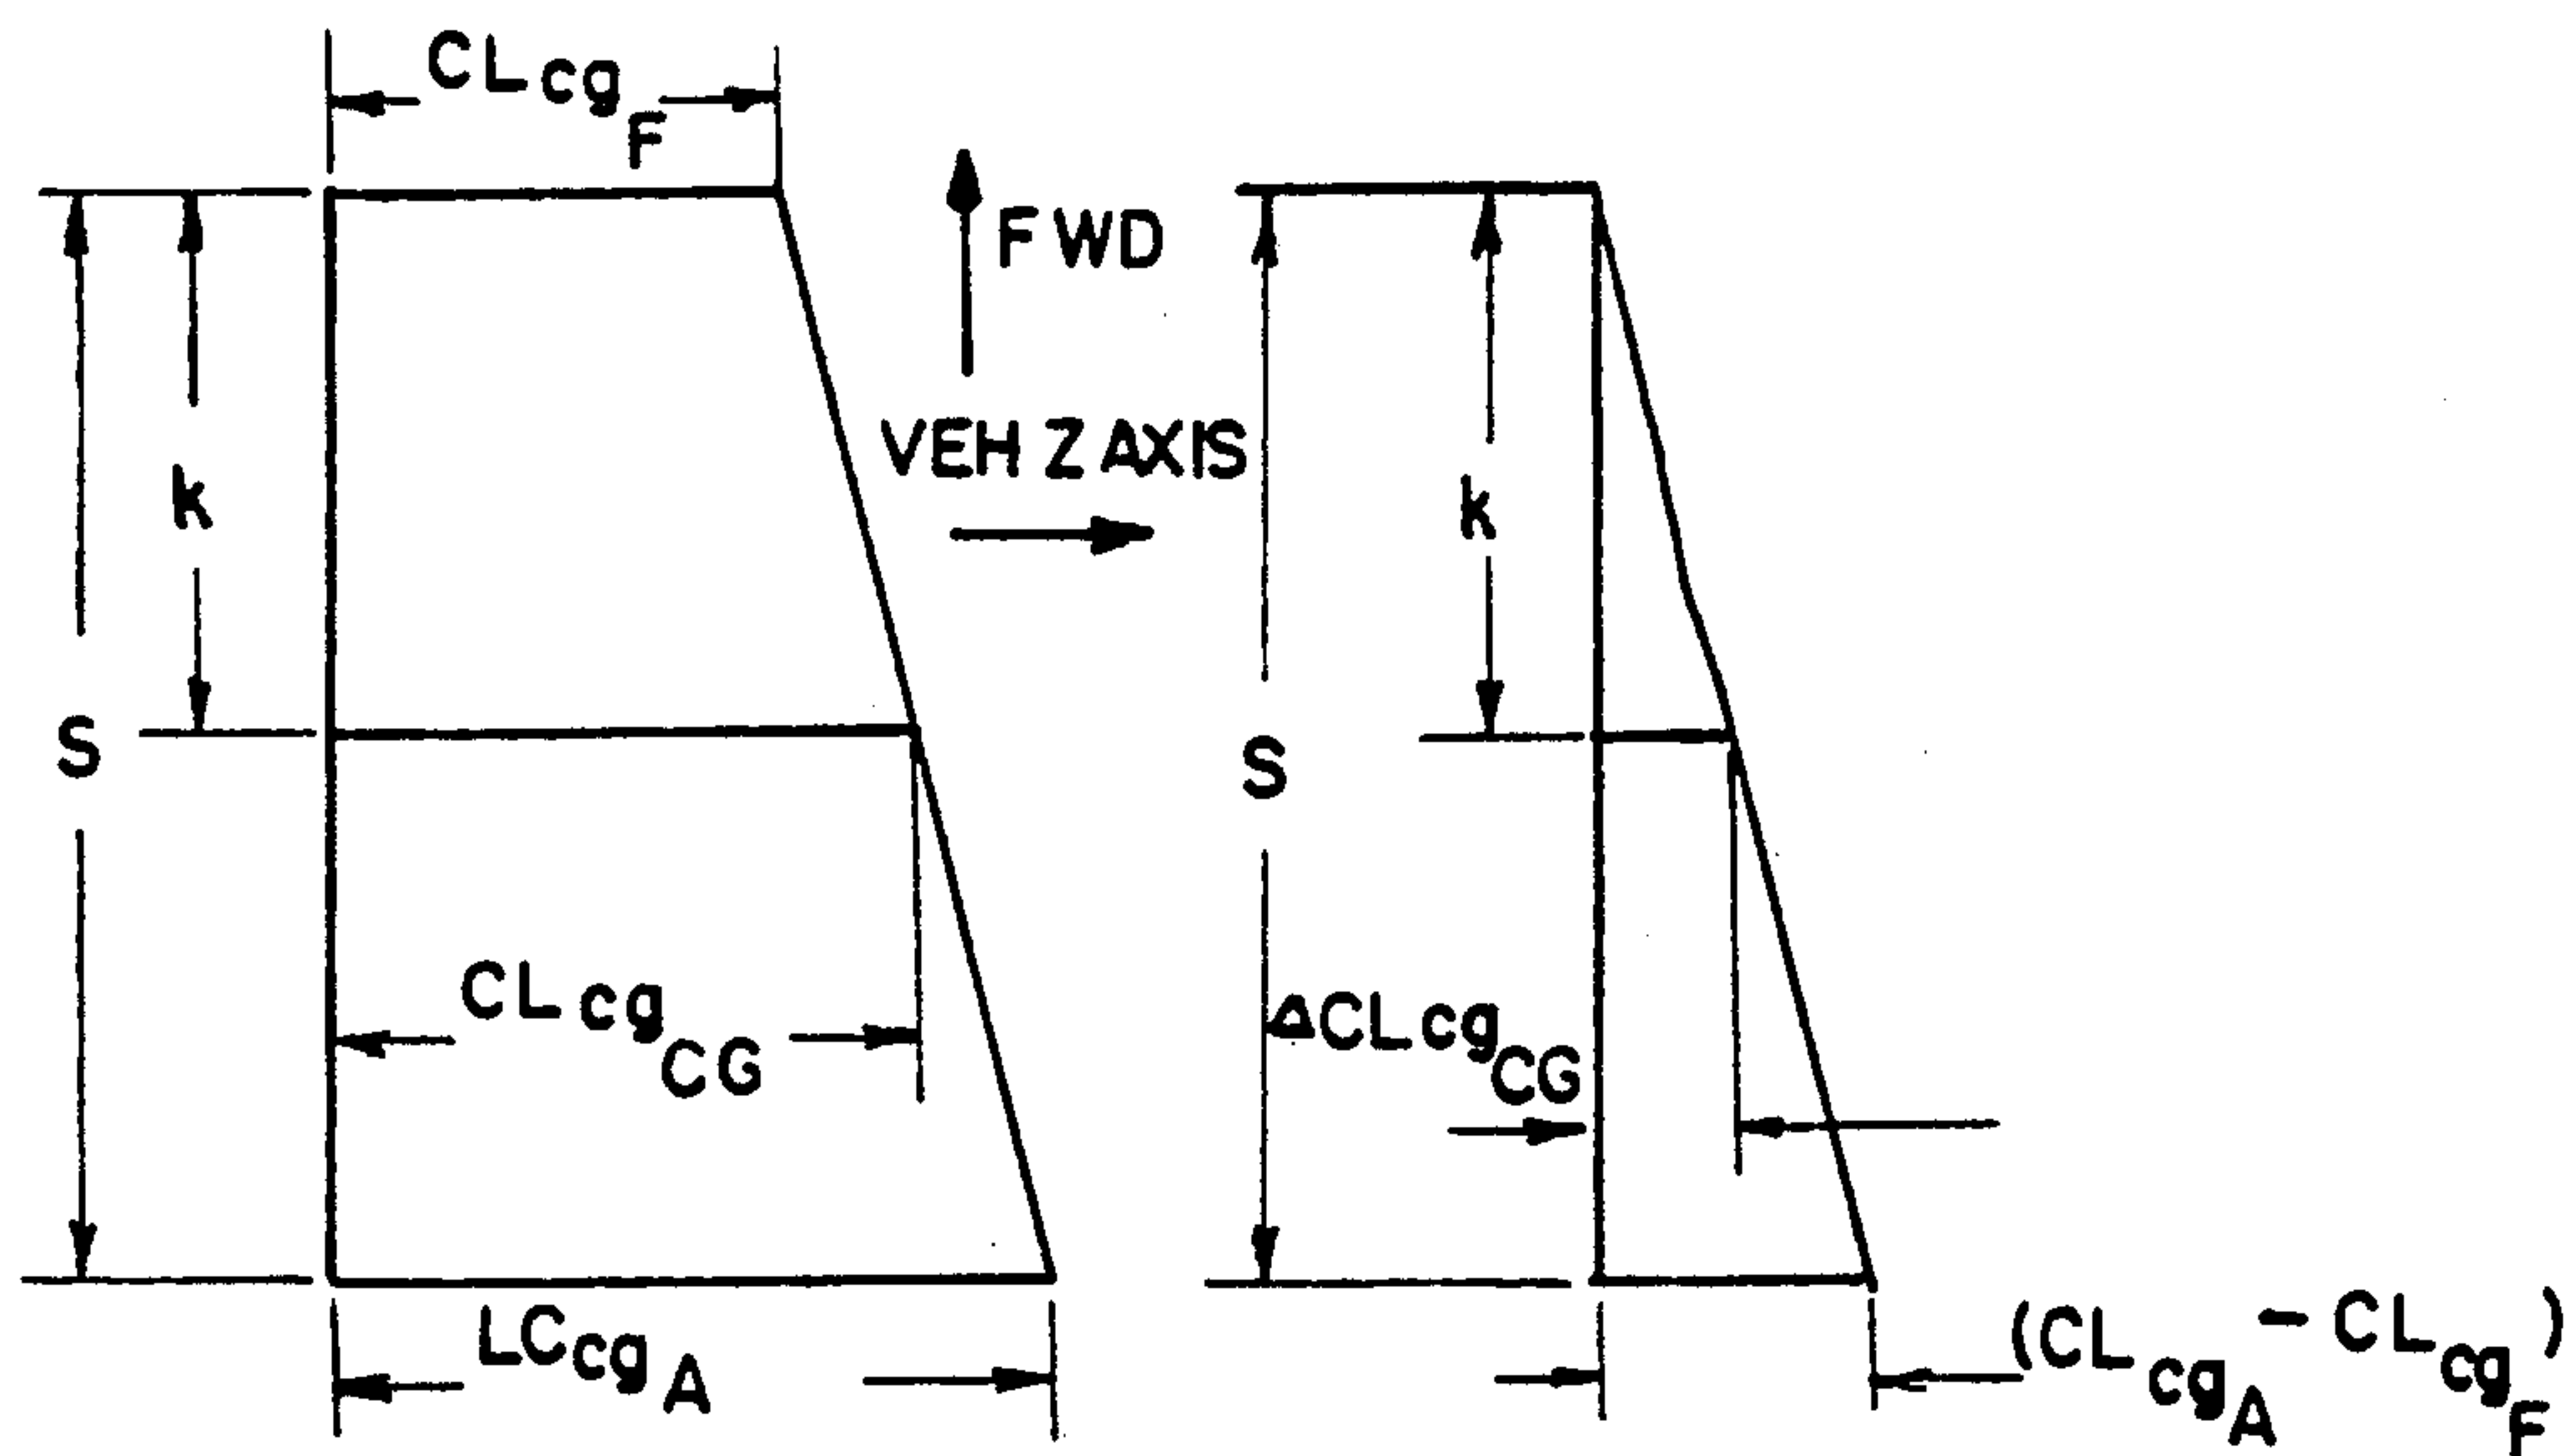 CLcgF
FWD
VEH Z AXIS
k
S
CLcgCG
LCcgA
k
S
ΔCLcgCG
(CLcgA - CLcgF)